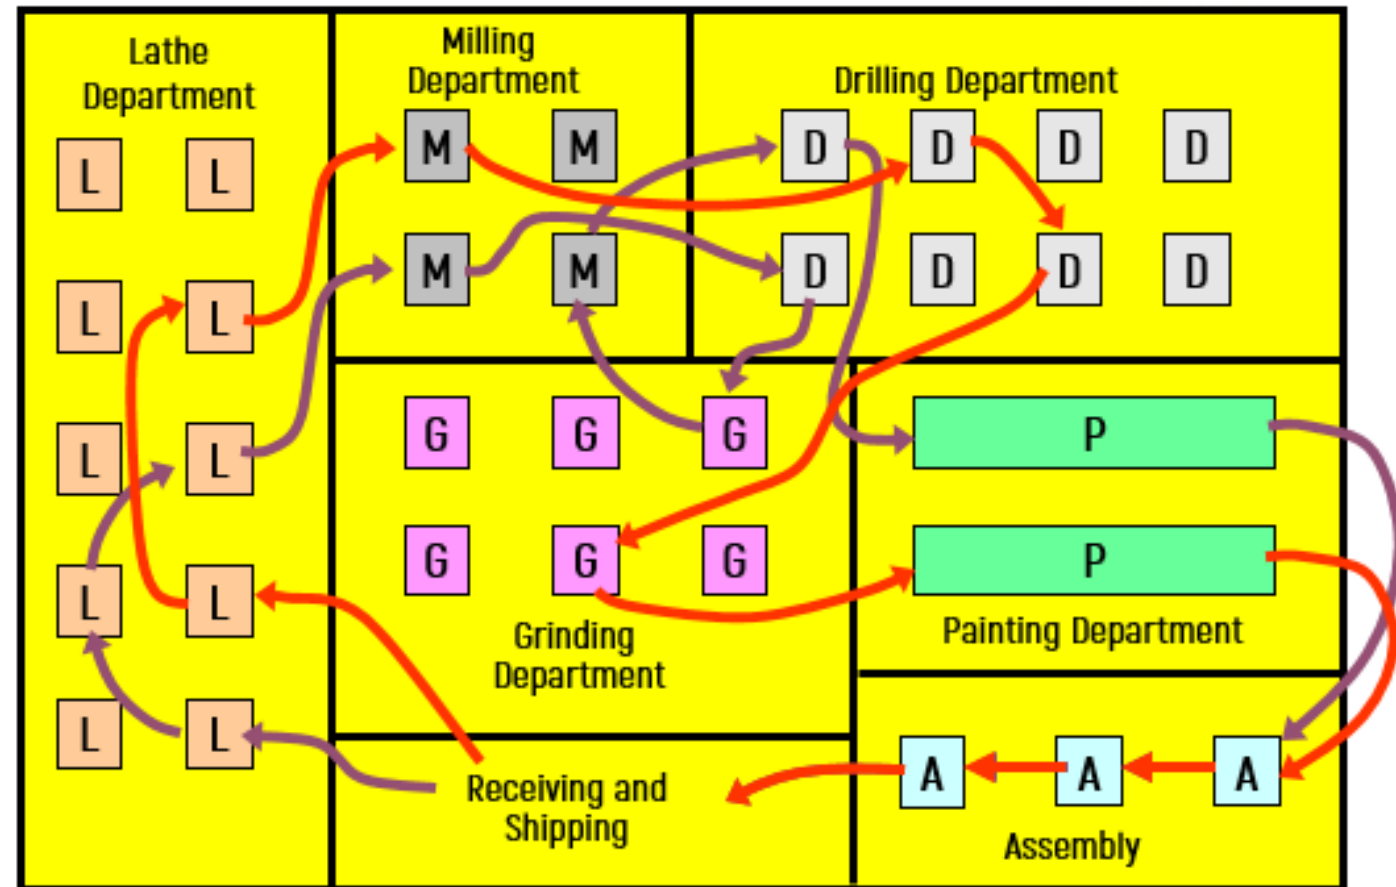 Lathe
Department
Milling
Department
Drilling Department
L L
M M
D D D D
L L
M M
D D D D
L L
G G G
P
L L
G G G
P
Grinding
Department
Painting Department
L L
Receiving and
Shipping
A A A
Assembly